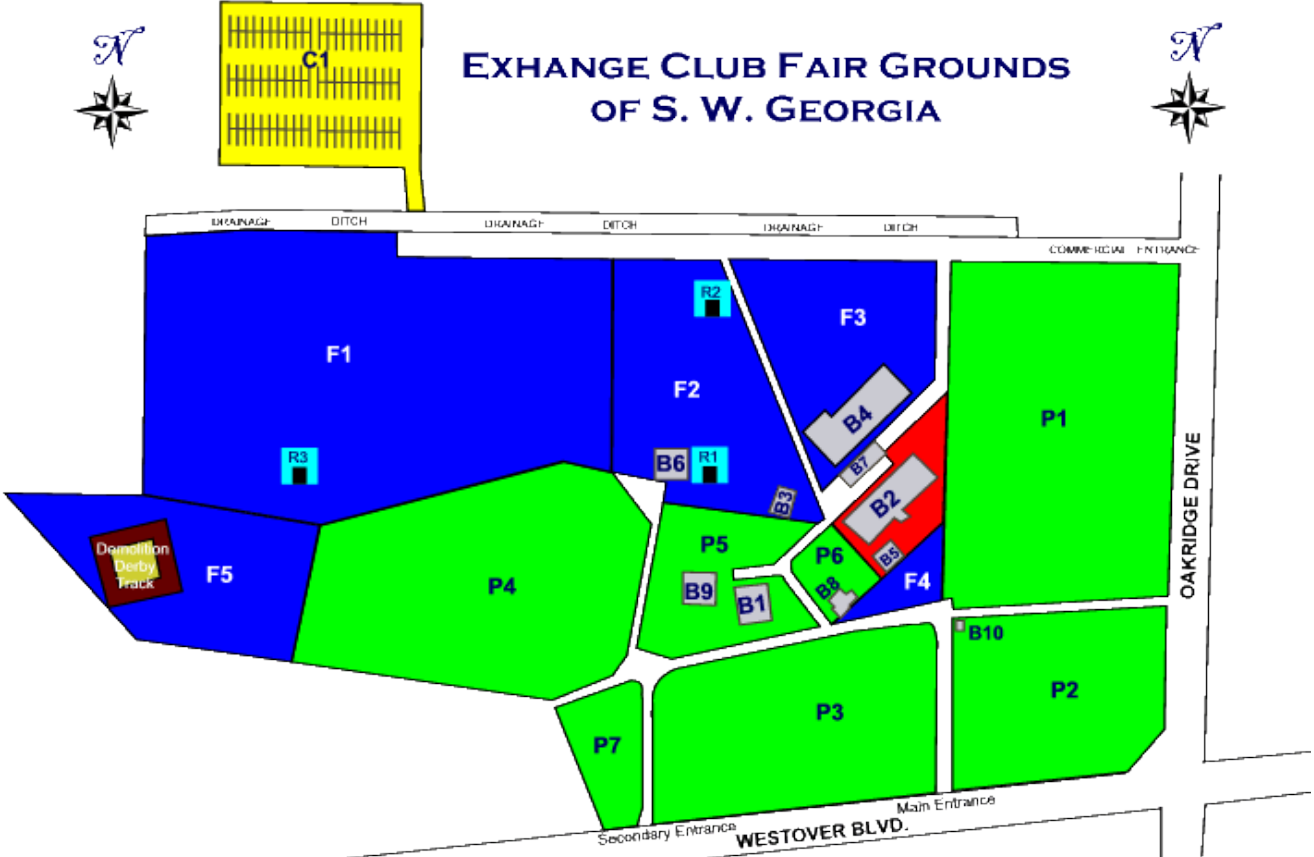 N
N
C1
EXHANGE CLUB FAIR GROUNDS
OF S. W. GEORGIA
DRAINAGE DITCH DRAINAGE DITCH DRAINAGE DITCH
COMMERCIAL ENTRANCE
R2
F3
F1
F2
B4
P1
R3
B6
R1
B7
B3
B2
OAKRIDGE DRIVE
Demolition
Derby
Track
F5
P4
P5
P6
B5
F4
B9
B1
B8
B10
P2
P3
P7
Main Entrance
Secondary Entrance
WESTOVER BLVD.